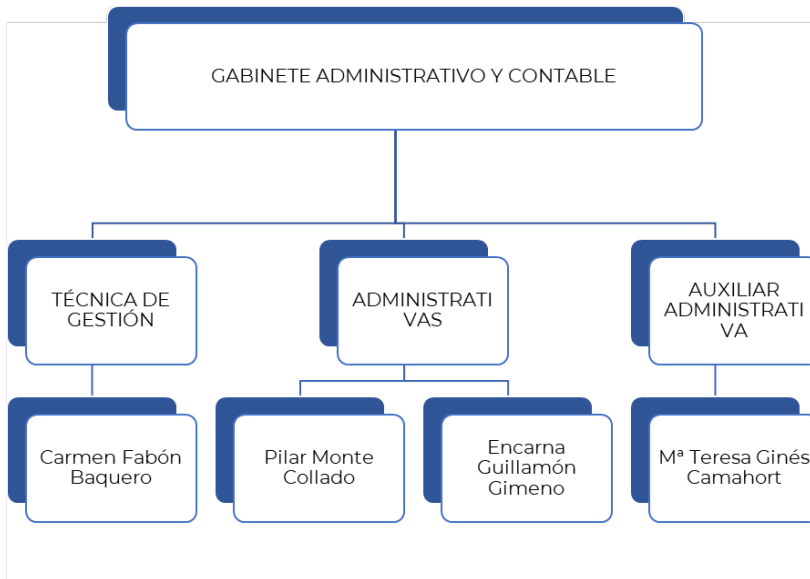 GABINETE ADMINISTRATIVO Y CONTABLE
TÉCNICA DE
GESTIÓN
ADMINISTRATI
VAS
AUXILIAR
ADMINISTRATI
VA
Carmen Fabón
Baquero
Pilar Monte
Collado
Encarna
Guillamón
Gimeno
Mª Teresa Ginés
Camahort